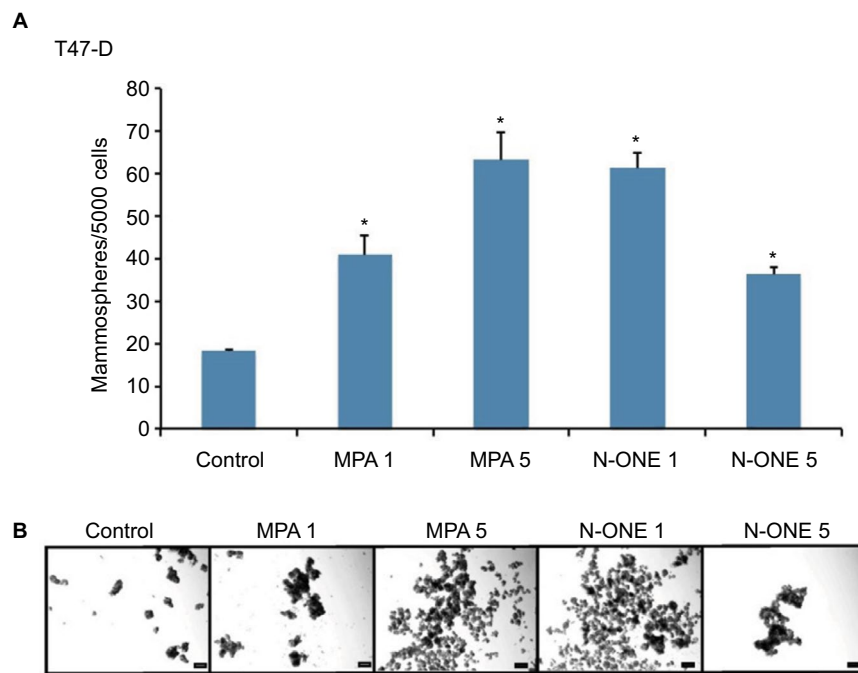 A
T47-D
Mammospheres/5000 cells
80
70
60
50
40
30
20
10
0
*
*
*
*
Control MPA 1 MPA 5 N-ONE 1 N-ONE 5
B
Control MPA 1 MPA 5 N-ONE 1 N-ONE 5